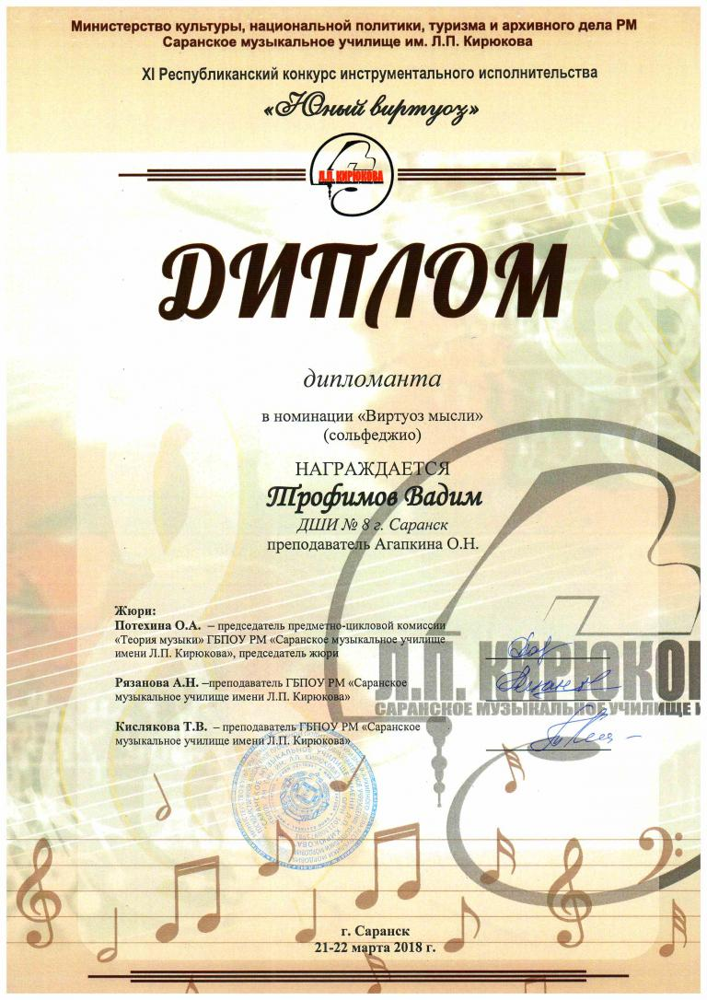 Министерство культуры, национальной политики, туризма и архивного дела РМ
Саранское музыкальное училище им. Л.П. Кирюкова
XI Республиканский конкурс инструментального исполнительства
«Юный виртуоз»
Л.П. КИРЮКОВА
ДИПЛОМ
дипломанта
в номинации «Виртуоз мысли»
(сольфеджио)
НАГРАЖДАЕТСЯ
Трофимов Вадим
ДШИ № 8 г. Саранск
преподаватель Агапкина О.Н.
Жюри:
Потехина О.А. – председатель предметно-цикловой комиссии
«Теория музыки» ГБПОУ РМ «Саранское музыкальное училище
имени Л.П. Кирюкова», председатель жюри
Рязанова А.Н. –преподаватель ГБПОУ РМ «Саранское
музыкальное училище имени Л.П. Кирюкова»
Кислякова Т.В. – преподаватель ГБПОУ РМ «Саранское
музыкальное училище имени Л.П. Кирюкова»
Л.П. КИРЮКОВ
САРАНСКОЕ МУЗЫКАЛЬНОЕ УЧИЛИЩЕ И
г. Саранск
21-22 марта 2018 г.